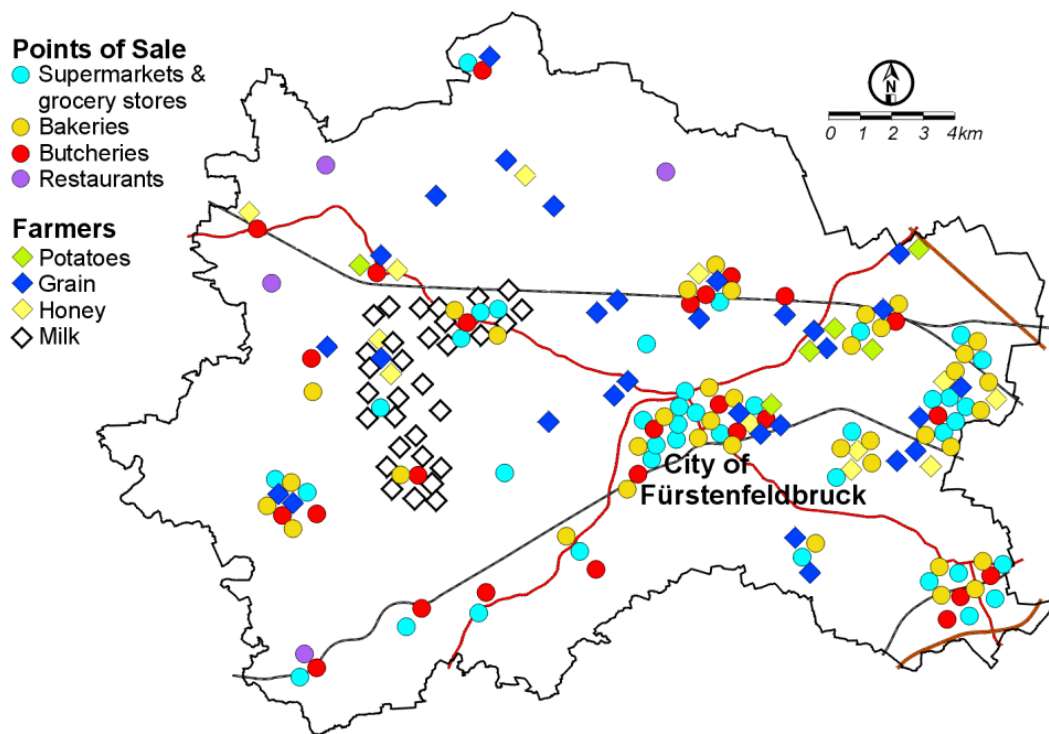 Points of Sale
Supermarkets &
grocery stores
Bakeries
Butcheries
Restaurants
Farmers
Potatoes
Grain
Honey
Milk
N
0 1 2 3 4km
City of
Fürstenfeldbruck